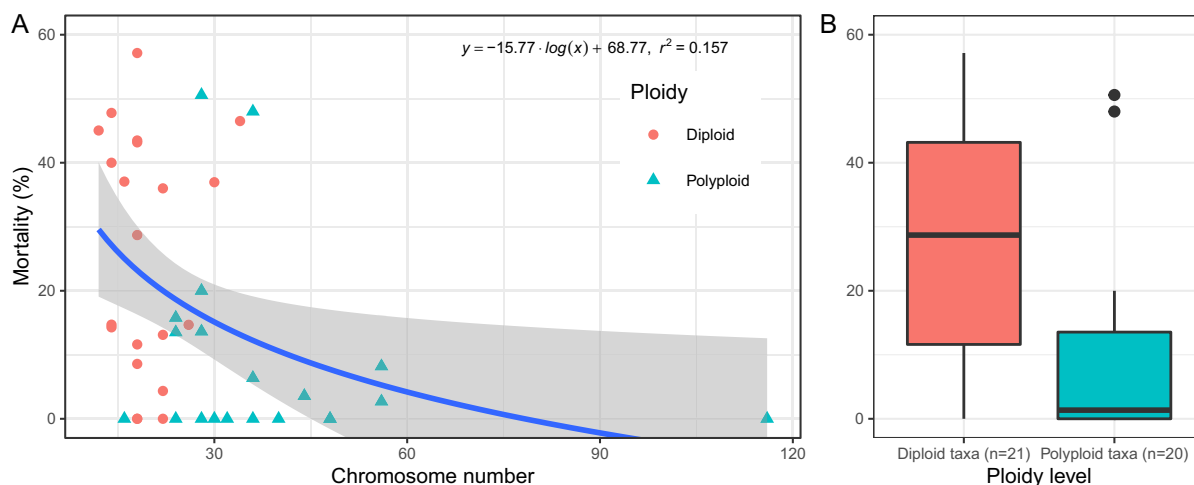 A
y = −15.77 · log(x) + 68.77, r² = 0.157
Ploidy
Diploid
Polyploid
Mortality (%)
60
40
20
0
30
60
90
120
Chromosome number
B
60
40
20
0
Diploid taxa (n=21)
Polyploid taxa (n=20)
Ploidy level